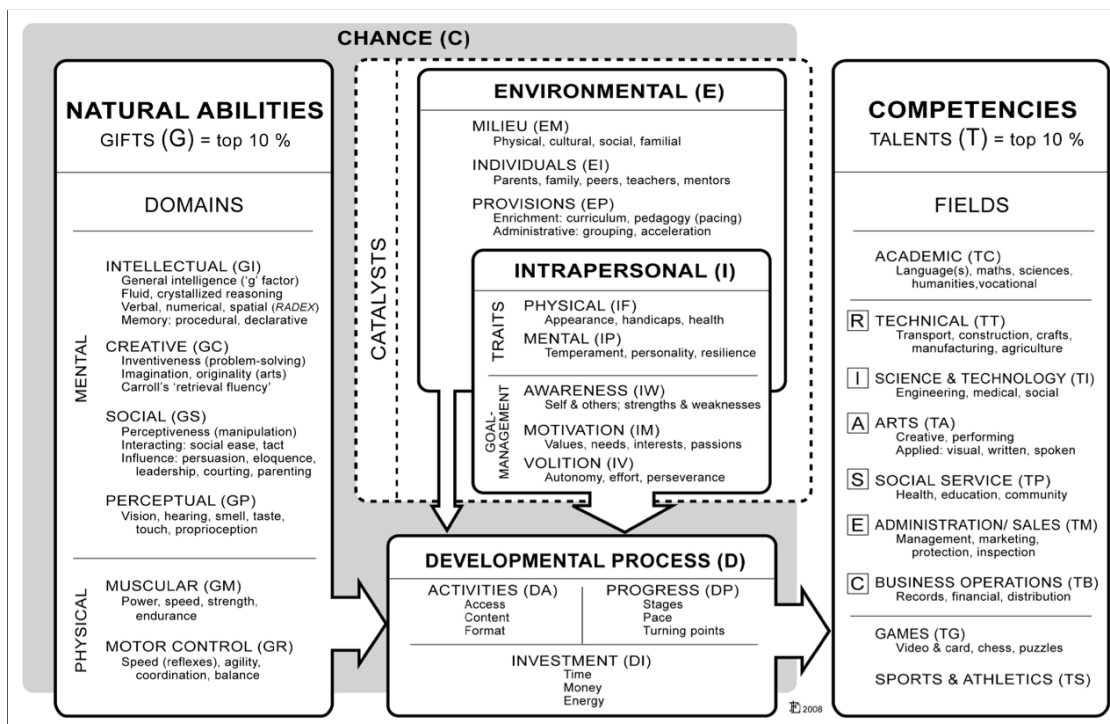 CHANCE (C)
NATURAL ABILITIES
GIFTS (G) = top 10 %
DOMAINS
MENTAL
INTELLECTUAL (GI)
General intelligence ('g' factor)
Fluid, crystallized reasoning
Verbal, numerical, spatial (RADEX)
Memory: procedural, declarative
CREATIVE (GC)
Inventiveness (problem-solving)
Imagination, originality (arts)
Carroll's 'retrieval fluency'
SOCIAL (GS)
Perceptiveness (manipulation)
Interacting: social ease, tact
Influence: persuasion, eloquence,
leadership, courting, parenting
PERCEPTUAL (GP)
Vision, hearing, smell, taste,
touch, proprioception
PHYSICAL
MUSCULAR (GM)
Power, speed, strength,
endurance
MOTOR CONTROL (GR)
Speed (reflexes), agility,
coordination, balance
CATALYSTS
ENVIRONMENTAL (E)
MILIEU (EM)
Physical, cultural, social, familial
INDIVIDUALS (EI)
Parents, family, peers, teachers, mentors
PROVISIONS (EP)
Enrichment: curriculum, pedagogy (pacing)
Administrative: grouping, acceleration
INTRAPERSONAL (I)
TRAITS
PHYSICAL (IF)
Appearance, handicaps, health
MENTAL (IP)
Temperament, personality, resilience
GOAL-
MANAGEMENT
AWARENESS (IW)
Self & others; strengths & weaknesses
MOTIVATION (IM)
Values, needs, interests, passions
VOLITION (IV)
Autonomy, effort, perseverance
DEVELOPMENTAL PROCESS (D)
ACTIVITIES (DA)
Access
Content
Format
PROGRESS (DP)
Stages
Pace
Turning points
INVESTMENT (DI)
Time
Money
Energy
2008
COMPETENCIES
TALENTS (T) = top 10 %
FIELDS
ACADEMIC (TC)
Language(s), maths, sciences,
humanities,vocational
R TECHNICAL (TT)
Transport, construction, crafts,
manufacturing, agriculture
I SCIENCE & TECHNOLOGY (TI)
Engineering, medical, social
A ARTS (TA)
Creative, performing
Applied: visual, written, spoken
S SOCIAL SERVICE (TP)
Health, education, community
E ADMINISTRATION/ SALES (TM)
Management, marketing,
protection, inspection
C BUSINESS OPERATIONS (TB)
Records, financial, distribution
GAMES (TG)
Video & card, chess, puzzles
SPORTS & ATHLETICS (TS)